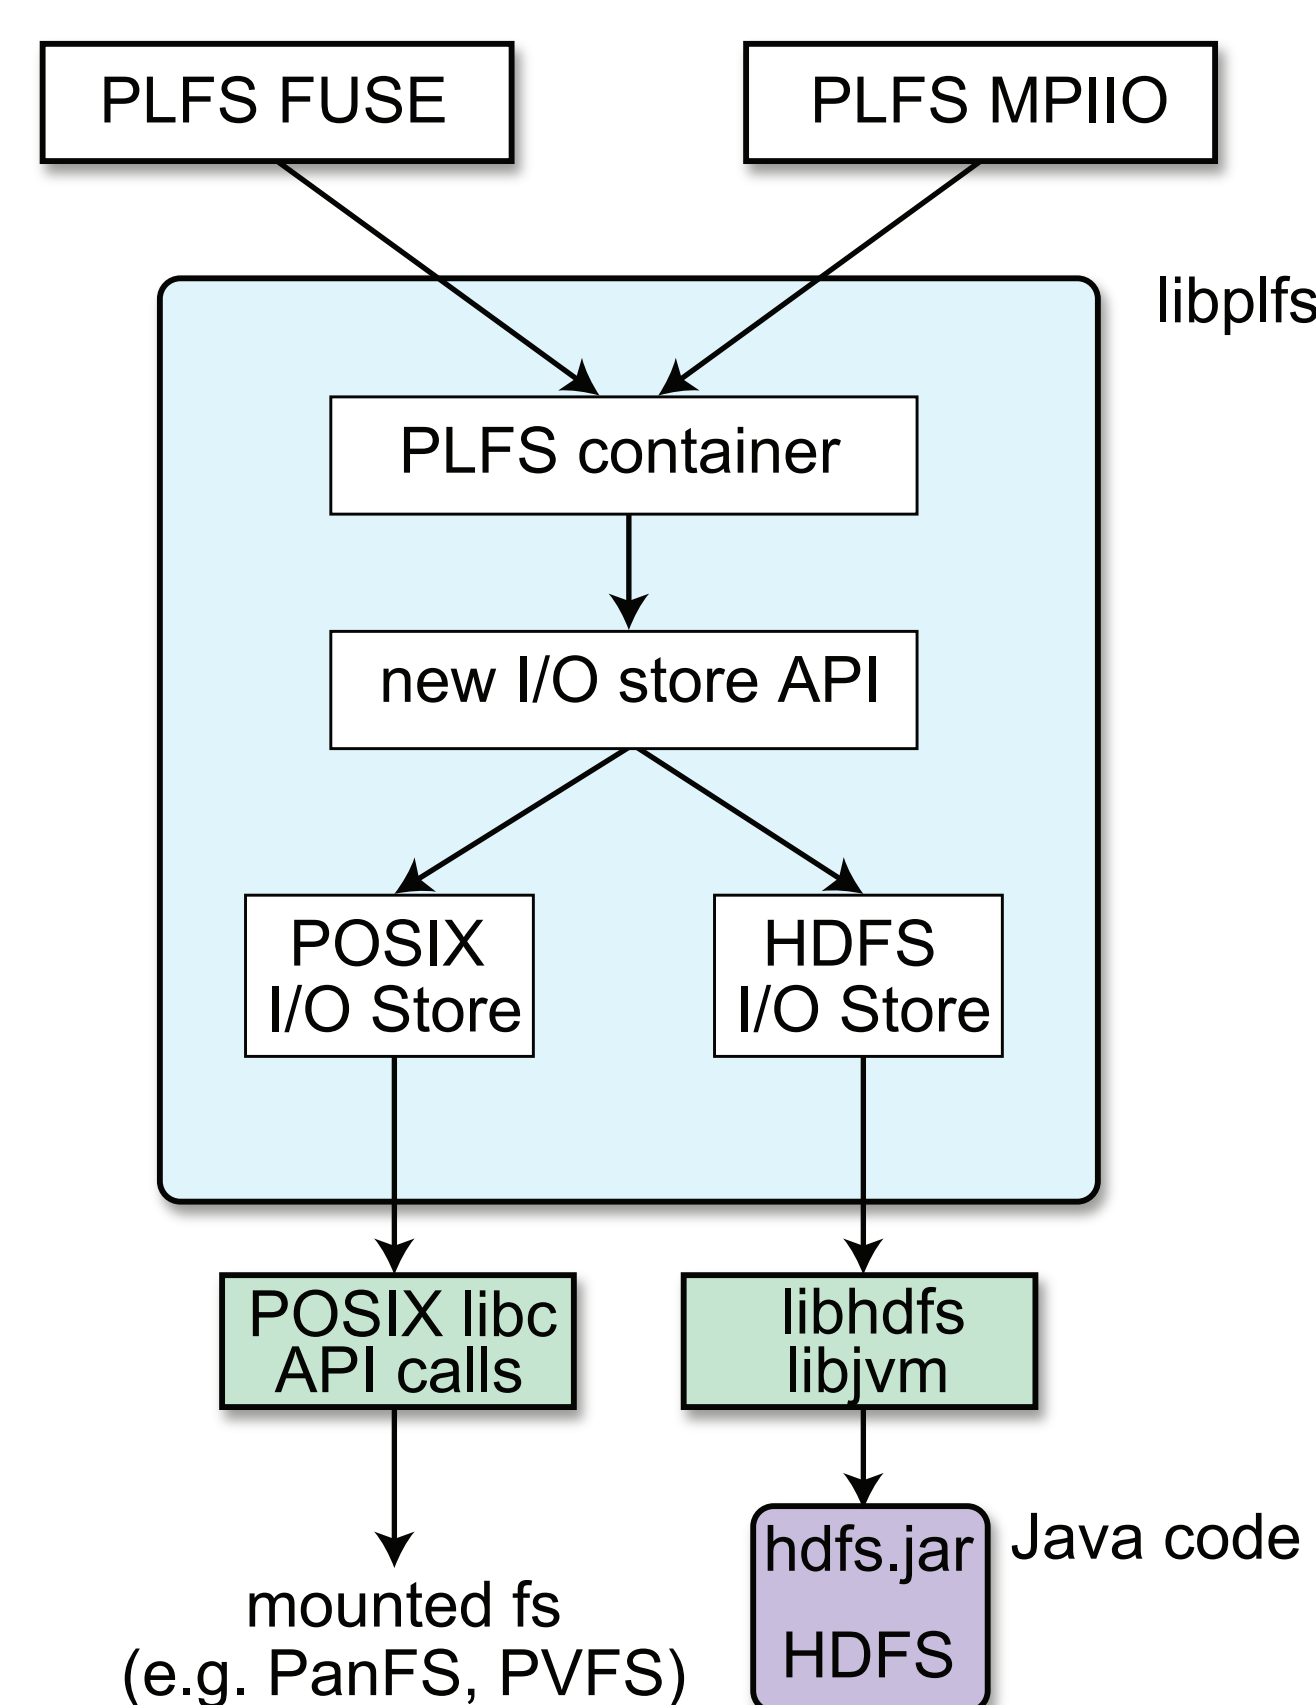 PLFS FUSE
PLFS MPIIO
libplfs
PLFS container
new I/O store API
POSIX
I/O Store
HDFS
I/O Store
POSIX libc
API calls
libhdfs
libjvm
mounted fs
(e.g. PanFS, PVFS)
hdfs.jar
HDFS
Java code